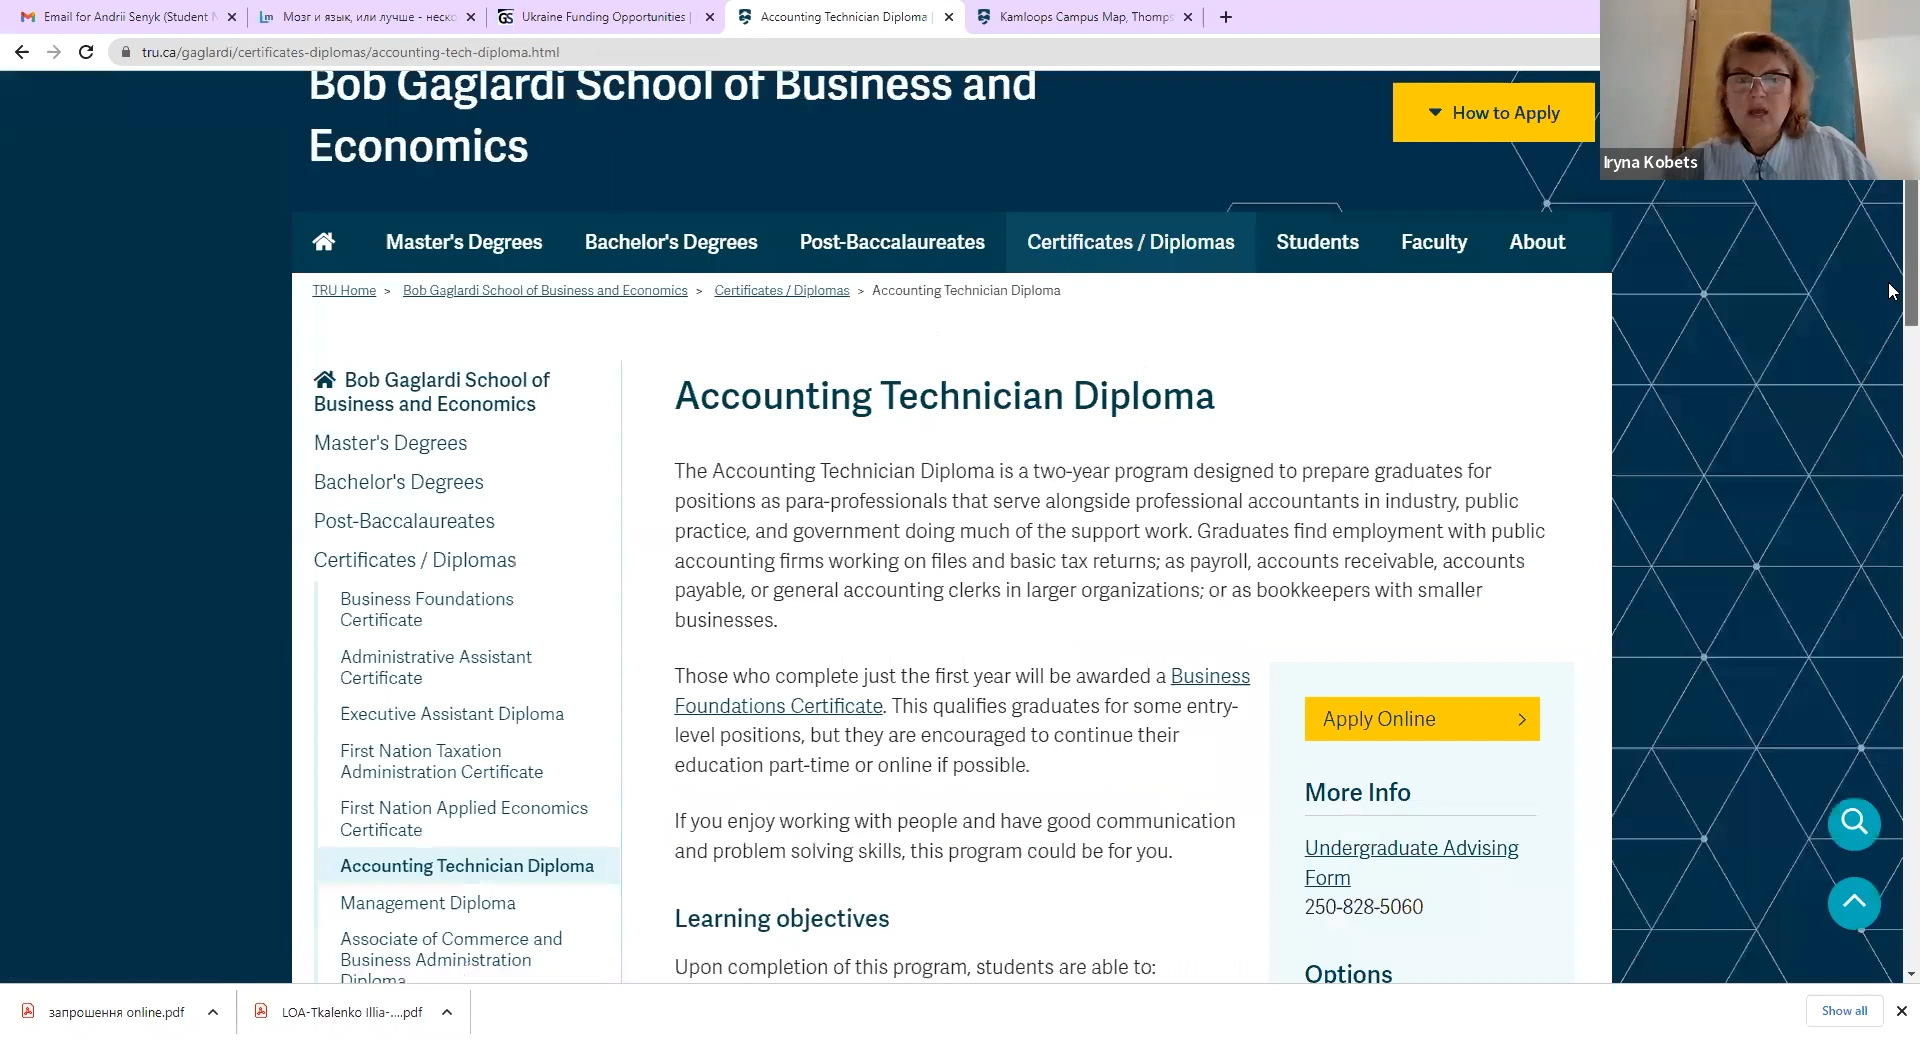 Email for Andrii Senyk (Student N
Мозг и язык, или лучше - неско
Ukraine Funding Opportunities |
Accounting Technician Diploma |
Kamloops Campus Map, Thomps
tru.ca/gaglardi/certificates-diplomas/accounting-tech-diploma.html
Bob Gaglardi School of Business and
Economics
How to Apply
Iryna Kobets
Master's Degrees
Bachelor's Degrees
Post-Baccalaureates
Certificates / Diplomas
Students
Faculty
About
TRU Home > Bob Gaglardi School of Business and Economics > Certificates / Diplomas > Accounting Technician Diploma
Bob Gaglardi School of
Business and Economics
Master's Degrees
Bachelor's Degrees
Post-Baccalaureates
Certificates / Diplomas
Business Foundations
Certificate
Administrative Assistant
Certificate
Executive Assistant Diploma
First Nation Taxation
Administration Certificate
First Nation Applied Economics
Certificate
Accounting Technician Diploma
Management Diploma
Associate of Commerce and
Business Administration
Diploma
Accounting Technician Diploma
The Accounting Technician Diploma is a two-year program designed to prepare graduates for
positions as para-professionals that serve alongside professional accountants in industry, public
practice, and government doing much of the support work. Graduates find employment with public
accounting firms working on files and basic tax returns; as payroll, accounts receivable, accounts
payable, or general accounting clerks in larger organizations; or as bookkeepers with smaller
businesses.
Those who complete just the first year will be awarded a Business
Foundations Certificate. This qualifies graduates for some entry-
level positions, but they are encouraged to continue their
education part-time or online if possible.
If you enjoy working with people and have good communication
and problem solving skills, this program could be for you.
Learning objectives
Upon completion of this program, students are able to:
Apply Online
More Info
Undergraduate Advising
Form
250-828-5060
Options
запрошення online.pdf
LOA-Tkalenko Illia-....pdf
Show all